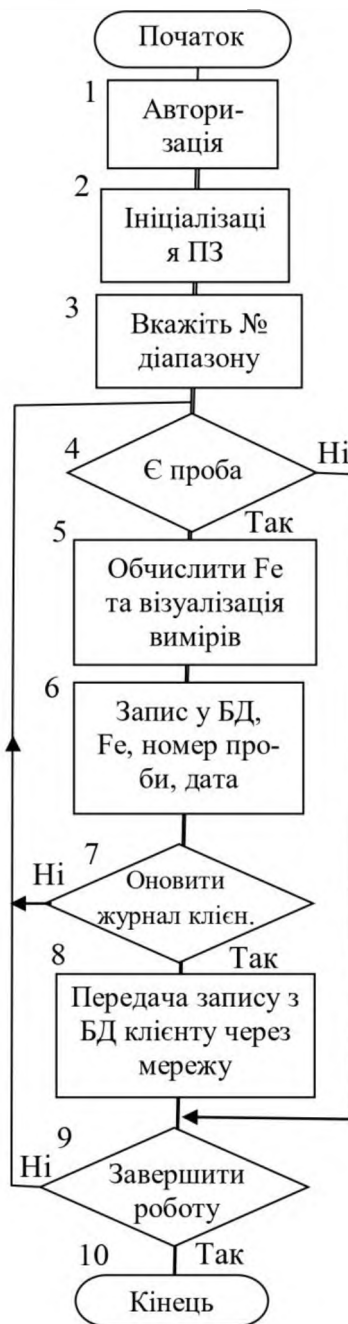 Початок
1
Автори-
зація
2
Ініціалізаці
я ПЗ
3
Вкажіть №
діапазону
4
Є проба
Ні
Так
5
Обчислити Fe
та візуалізація
вимірів
6
Запис у БД,
Fe, номер про-
би, дата
7
Ні
Оновити
журнал клієн.
Так
8
Передача запису з
БД клієнту через
мережу
9
Ні
Завершити
роботу
10
Так
Кінець